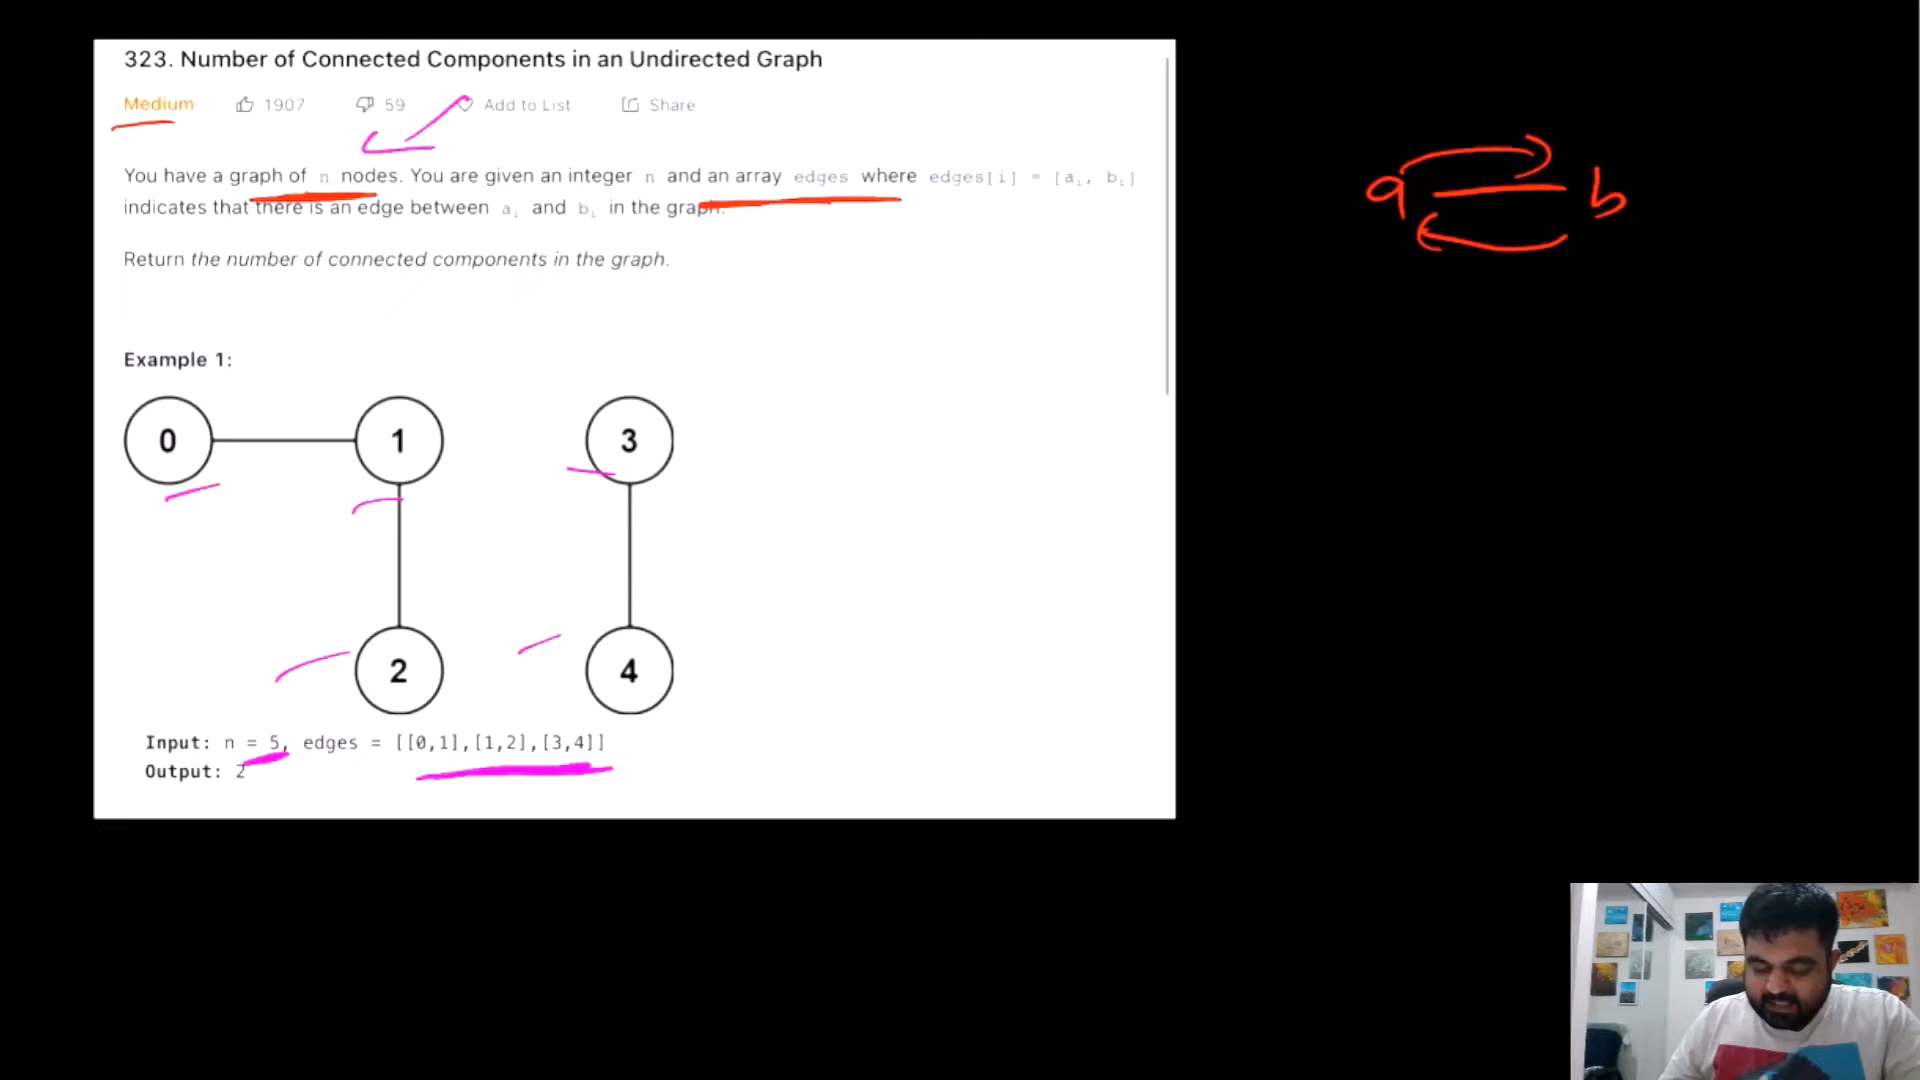 323. Number of Connected Components in an Undirected Graph
Medium 1907 59 Add to List Share
You have a graph of n nodes. You are given an integer n and an array edges where edges[i] = [aᵢ, bᵢ]
indicates that there is an edge between aᵢ and bᵢ in the graph.
Return the number of connected components in the graph.
a b
Example 1:
0 1 3
2 4
Input: n = 5, edges = [[0,1],[1,2],[3,4]]
Output: 2